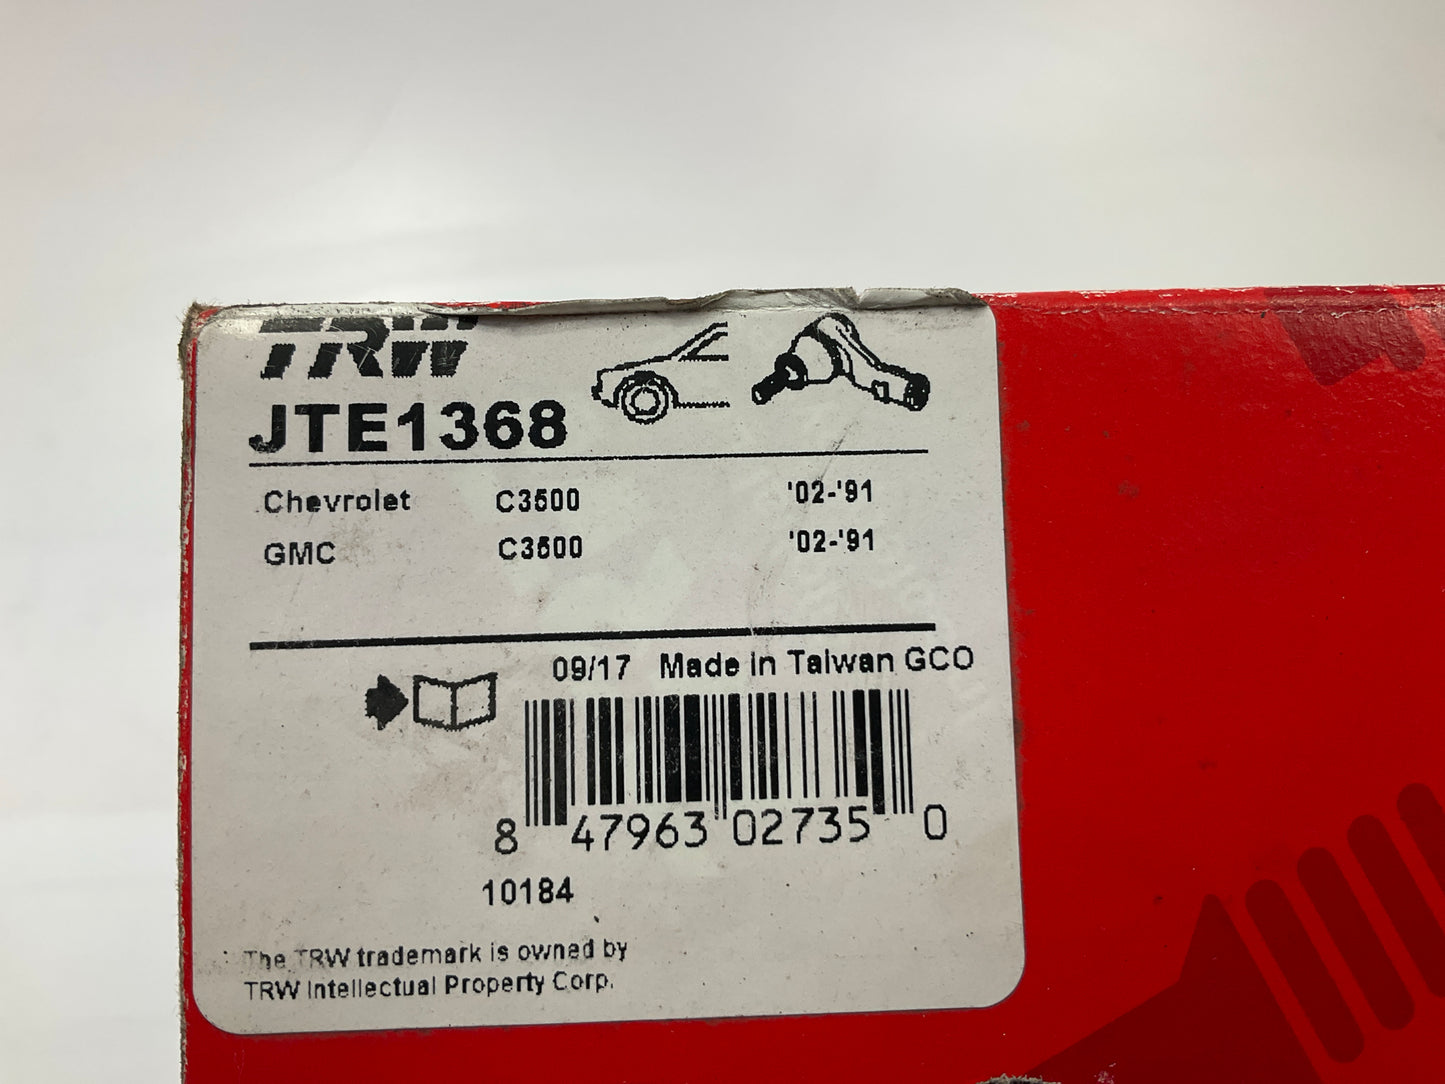 TRW
JTE1368
Chevrolet C3500 '02-'91
GMC C3500 '02-'91
09/17 Made in Taiwan GCO
8 47963 02735 0
10184
The TRW trademark is owned by
TRW Intellectual Property Corp.